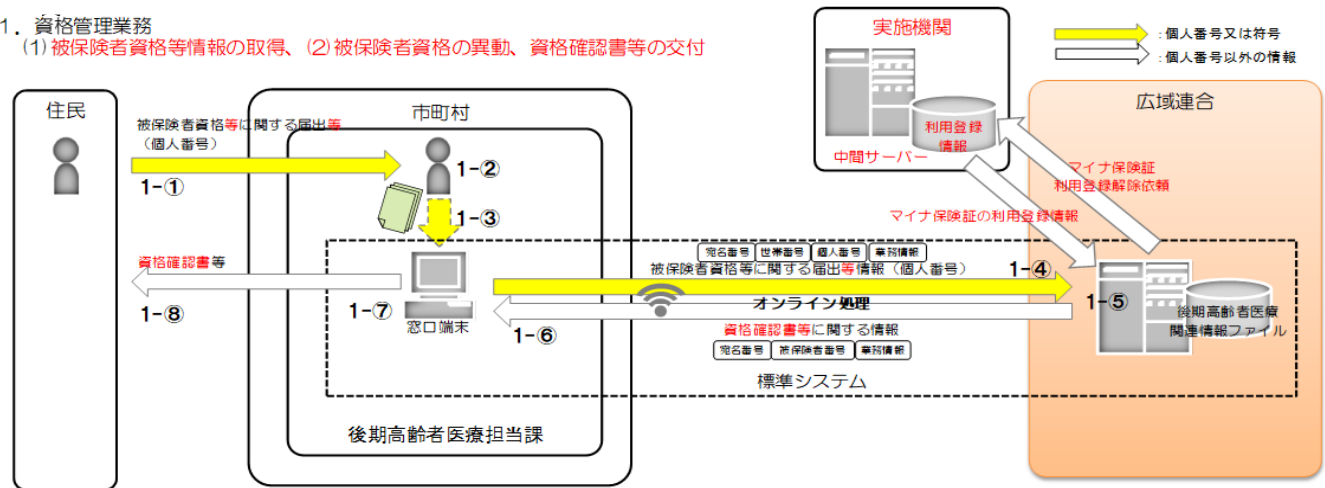 1. 資格管理業務
(1)被保険者資格等情報の取得、(2)被保険者資格の異動、資格確認書等の交付
実施機関
:個人番号又は符号
:個人番号以外の情報
住民
市町村
広域連合
被保険者資格等に関する届出等
(個人番号)
利用登録
情報
中間サーバー
1-①
1-②
1-③
マイナ保険証
利用登録解除依頼
マイナ保険証の利用登録情報
宛名番号 世帯番号 個人番号 業務情報
資格確認書等
被保険者資格等に関する届出等情報(個人番号)
1-④
1-⑤
オンライン処理
1-⑦
1-⑧
窓口端末
1-⑥
資格確認書等に関する情報
後期高齢者医療
関連情報ファイル
宛名番号 被保険者番号 業務情報
標準システム
後期高齢者医療担当課